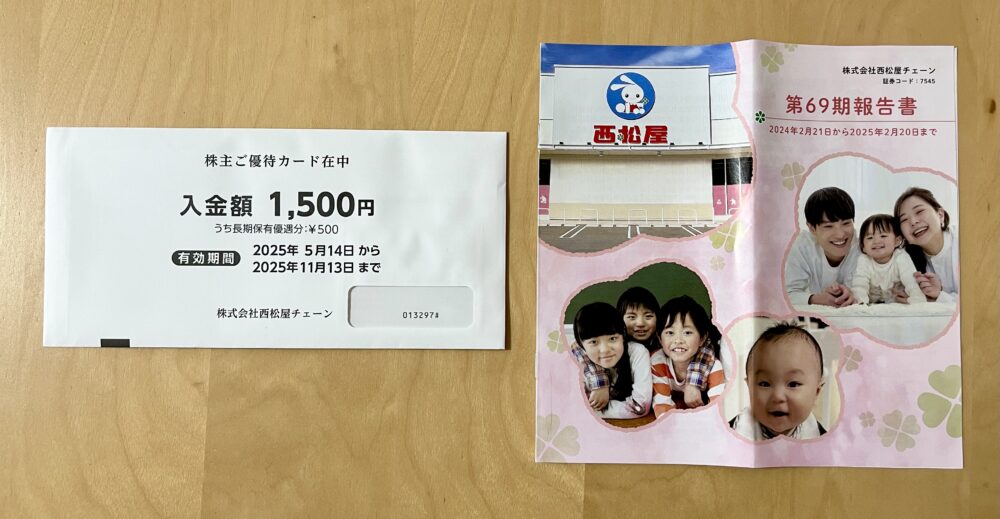 株主ご優待カード在中
入金額 1,500円
うち長期保有優遇分:¥500
有効期間
2025年 5月14日 から
2025年11月13日 まで
株式会社西松屋チェーン
013297#
西松屋
株式会社西松屋チェーン
証券コード:7545
第69期報告書
2024年2月21日から2025年2月20日まで